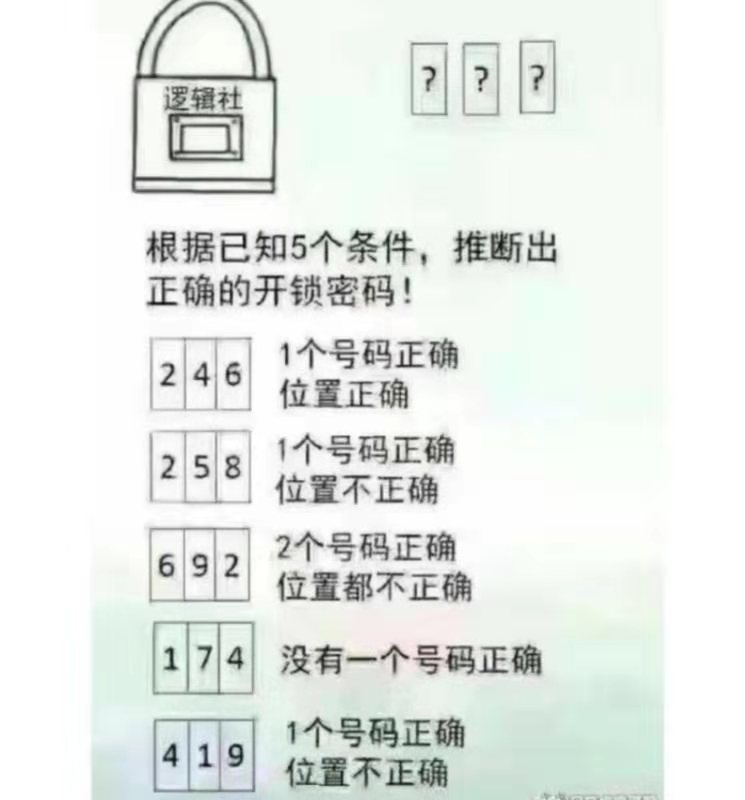 逻辑社
? ? ?
根据已知5个条件，推断出
正确的开锁密码！
2 4 6 1个号码正确
位置正确
2 5 8 1个号码正确
位置不正确
6 9 2 2个号码正确
位置都不正确
1 7 4 没有一个号码正确
4 1 9 1个号码正确
位置不正确